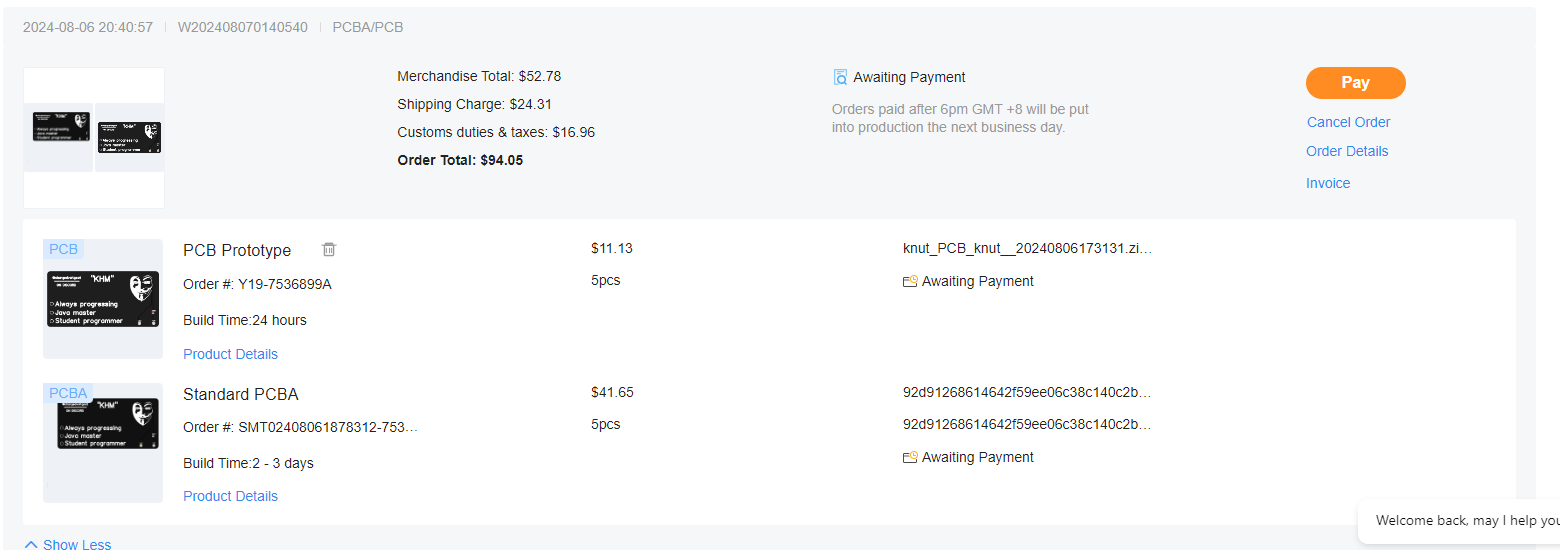 2024-08-06 20:40:57 | W202408070140540 | PCBA/PCB
Merchandise Total: $52.78
Shipping Charge: $24.31
Customs duties & taxes: $16.96
Order Total: $94.05
Awaiting Payment
Orders paid after 6pm GMT +8 will be put
into production the next business day.
Pay
Cancel Order
Order Details
Invoice
PCB
"KHM"
Always progressing
Java master
Student programmer
PCB Prototype
Order #: Y19-7536899A
Build Time:24 hours
Product Details
$11.13
5pcs
knut_PCB_knut__20240806173131.zi...
Awaiting Payment
PCBA
"KHM"
Always progressing
Java master
Student programmer
Standard PCBA
Order #: SMT02408061878312-753...
Build Time:2 - 3 days
Product Details
$41.65
5pcs
92d91268614642f59ee06c38c140c2b...
92d91268614642f59ee06c38c140c2b...
Awaiting Payment
Show Less
Welcome back, may I help you